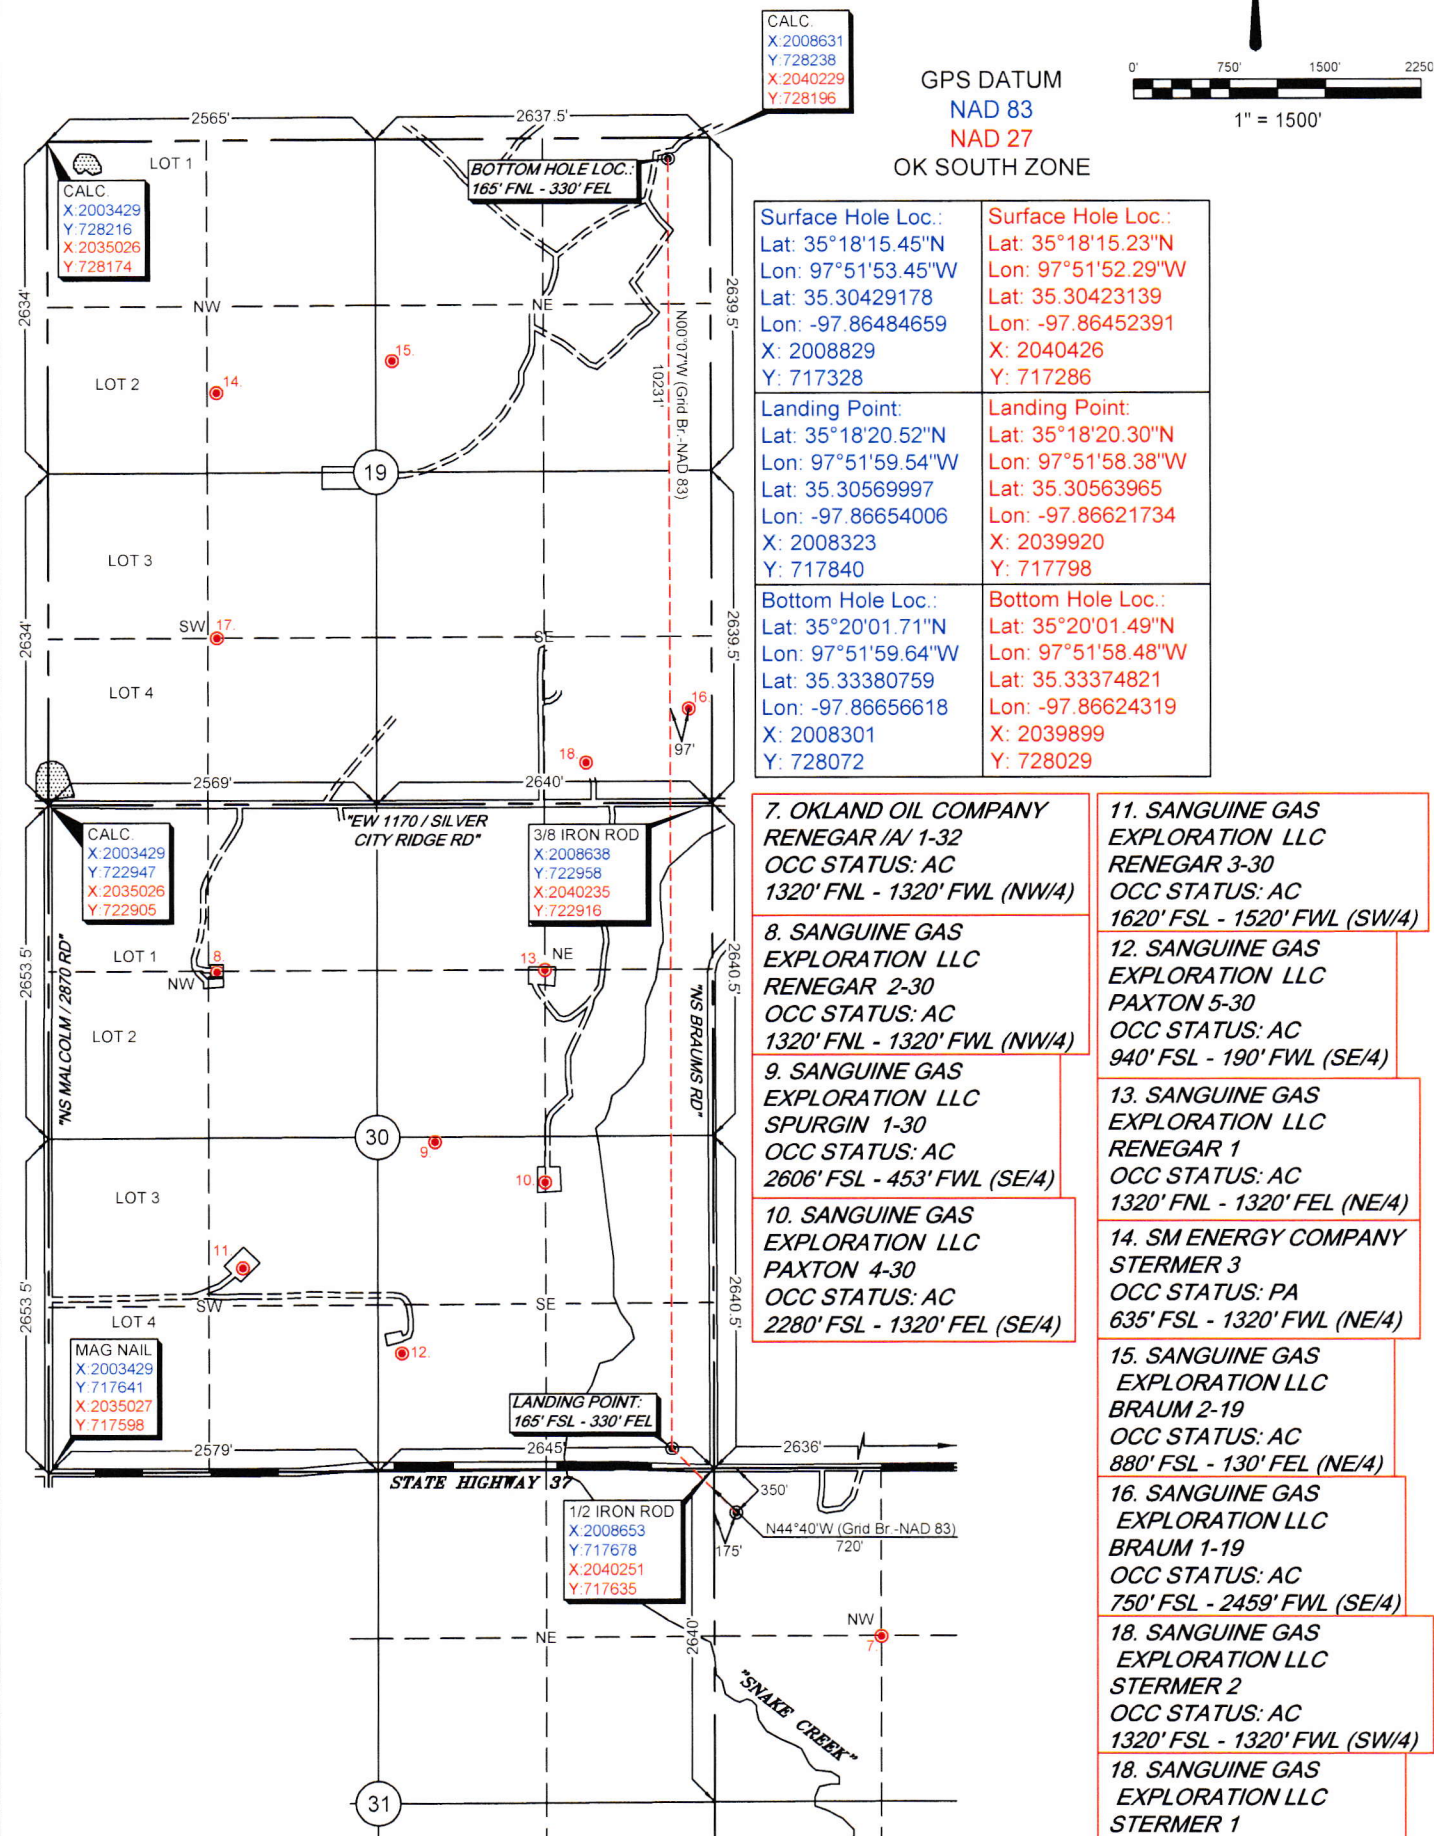 CALC.
X:2008631
Y:728238
X:2040229
Y:728196
GPS DATUM
NAD 83
NAD 27
OK SOUTH ZONE
0' 750' 1500' 2250'
1" = 1500'
2565'
2637.5'
LOT 1
BOTTOM HOLE LOC.:
165' FNL - 330' FEL
CALC.
X:2003429
Y:728216
X:2035026
Y:728174
2634'
NW
NE
2639.5'
N00°07'W (Grid Br.-NAD 83)
10231'
15.
LOT 2
14.
19
LOT 3
SW
17.
SE
2634'
2639.5'
LOT 4
16.
97'
18.
2569'
2640'
"EW 1170 / SILVER
CITY RIDGE RD"
CALC.
X:2003429
Y:722947
X:2035026
Y:722905
3/8 IRON ROD
X:2008638
Y:722958
X:2040235
Y:722916
LOT 1
8.
NW
13.
NE
2653.5'
2640.5'
"NS MALCOLM / 2870 RD"
"NS BRAUMS RD"
LOT 2
30
9.
10.
LOT 3
11.
SW
SE
2653.5'
2640.5'
LOT 4
12.
MAG NAIL
X:2003429
Y:717641
X:2035027
Y:717598
LANDING POINT:
165' FSL - 330' FEL
2579'
2645'
2636'
STATE HIGHWAY 37
350'
1/2 IRON ROD
X:2008653
Y:717678
X:2040251
Y:717635
N44°40'W (Grid Br.-NAD 83)
720'
175'
2640'
NE
NW
7.
"SNAKE CREEK"
31
Surface Hole Loc.:
Lat: 35°18'15.45"N
Lon: 97°51'53.45"W
Lat: 35.30429178
Lon: -97.86484659
X: 2008829
Y: 717328
Surface Hole Loc.:
Lat: 35°18'15.23"N
Lon: 97°51'52.29"W
Lat: 35.30423139
Lon: -97.86452391
X: 2040426
Y: 717286
Landing Point:
Lat: 35°18'20.52"N
Lon: 97°51'59.54"W
Lat: 35.30569997
Lon: -97.86654006
X: 2008323
Y: 717840
Landing Point:
Lat: 35°18'20.30"N
Lon: 97°51'58.38"W
Lat: 35.30563965
Lon: -97.86621734
X: 2039920
Y: 717798
Bottom Hole Loc.:
Lat: 35°20'01.71"N
Lon: 97°51'59.64"W
Lat: 35.33380759
Lon: -97.86656618
X: 2008301
Y: 728072
Bottom Hole Loc.:
Lat: 35°20'01.49"N
Lon: 97°51'58.48"W
Lat: 35.33374821
Lon: -97.86624319
X: 2039899
Y: 728029
7. OKLAND OIL COMPANY
RENEGAR /A/ 1-32
OCC STATUS: AC
1320' FNL - 1320' FWL (NW/4)
8. SANGUINE GAS
EXPLORATION LLC
RENEGAR 2-30
OCC STATUS: AC
1320' FNL - 1320' FWL (NW/4)
9. SANGUINE GAS
EXPLORATION LLC
SPURGIN 1-30
OCC STATUS: AC
2606' FSL - 453' FWL (SE/4)
10. SANGUINE GAS
EXPLORATION LLC
PAXTON 4-30
OCC STATUS: AC
2280' FSL - 1320' FEL (SE/4)
11. SANGUINE GAS
EXPLORATION LLC
RENEGAR 3-30
OCC STATUS: AC
1620' FSL - 1520' FWL (SW/4)
12. SANGUINE GAS
EXPLORATION LLC
PAXTON 5-30
OCC STATUS: AC
940' FSL - 190' FWL (SE/4)
13. SANGUINE GAS
EXPLORATION LLC
RENEGAR 1
OCC STATUS: AC
1320' FNL - 1320' FEL (NE/4)
14. SM ENERGY COMPANY
STERMER 3
OCC STATUS: PA
635' FSL - 1320' FWL (NE/4)
15. SANGUINE GAS
EXPLORATION LLC
BRAUM 2-19
OCC STATUS: AC
880' FSL - 130' FEL (NE/4)
16. SANGUINE GAS
EXPLORATION LLC
BRAUM 1-19
OCC STATUS: AC
750' FSL - 2459' FWL (SE/4)
18. SANGUINE GAS
EXPLORATION LLC
STERMER 2
OCC STATUS: AC
1320' FSL - 1320' FWL (SW/4)
18. SANGUINE GAS
EXPLORATION LLC
STERMER 1